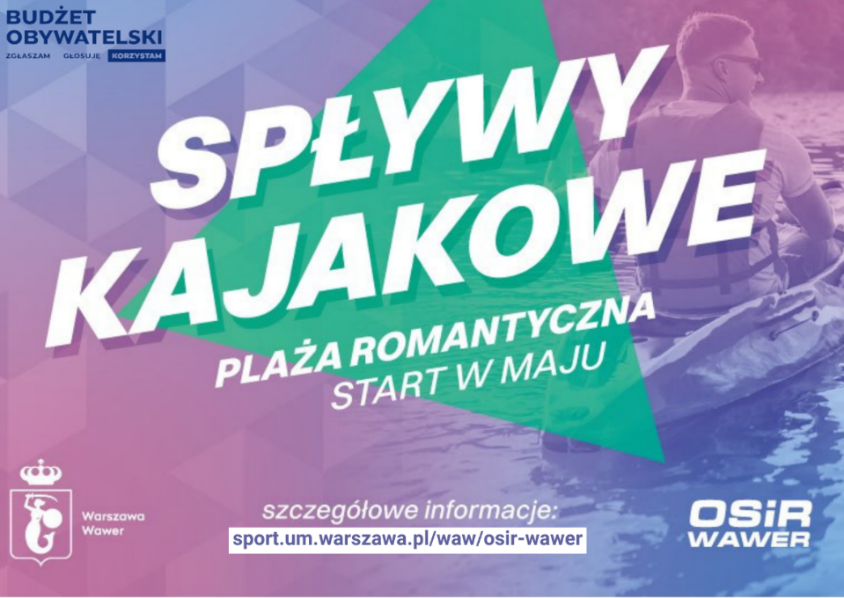 BUDŻET
OBYWATELSKI
ZGŁASZAM GŁOSUJĘ KORZYSTAM
SPŁYWY
KAJAKOWE
PLAŻA ROMANTYCZNA
START W MAJU
Warszawa
Wawer
szczegółowe informacje:
sport.um.warszawa.pl/waw/osir-wawer
OSiR
WAWER